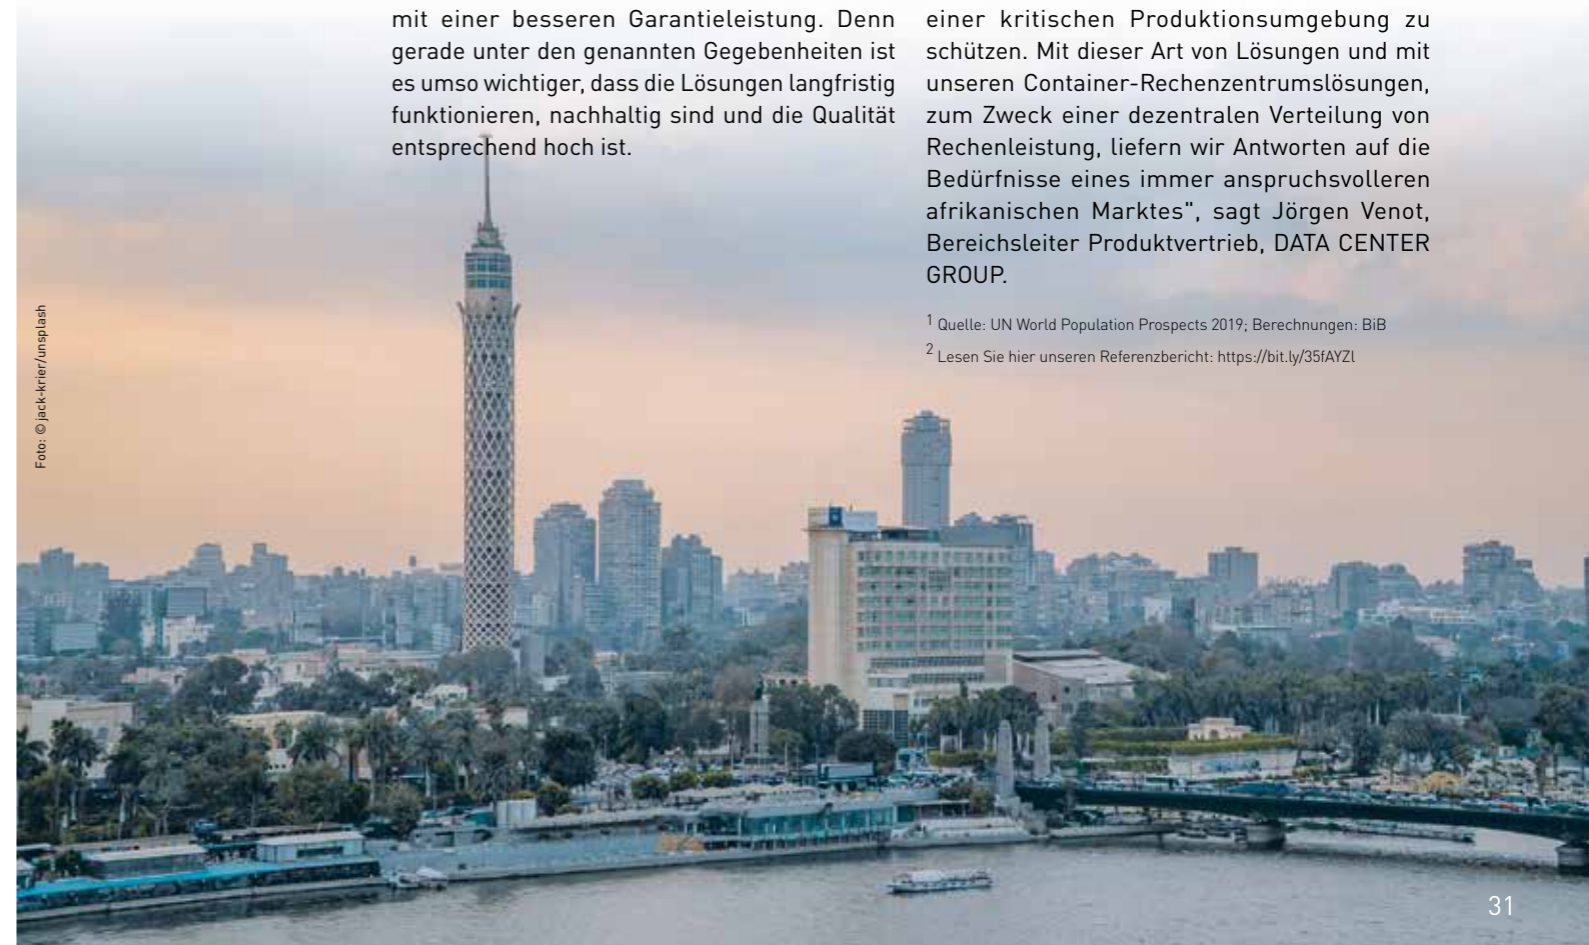 mit einer besseren Garantieleistung. Denn
gerade unter den genannten Gegebenheiten ist
es umso wichtiger, dass die Lösungen langfristig
funktionieren, nachhaltig sind und die Qualität
entsprechend hoch ist.
einer kritischen Produktionsumgebung zu
schützen. Mit dieser Art von Lösungen und mit
unseren Container-Rechenzentrumslösungen,
zum Zweck einer dezentralen Verteilung von
Rechenleistung, liefern wir Antworten auf die
Bedürfnisse eines immer anspruchsvolleren
afrikanischen Marktes", sagt Jörgen Venot,
Bereichsleiter Produktvertrieb, DATA CENTER
GROUP.
1 Quelle: UN World Population Prospects 2019; Berechnungen: BiB
2 Lesen Sie hier unseren Referenzbericht: https://bit.ly/35fAYZl
Foto: © jack-krier/unsplash
31